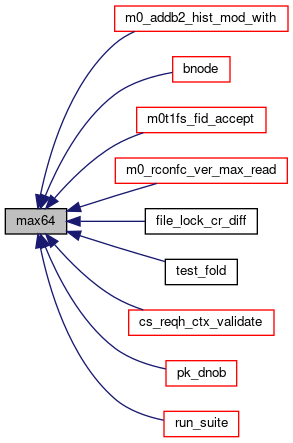 m0_addb2_hist_mod_with
bnode
m0t1fs_fid_accept
m0_rconfc_ver_max_read
max64
file_lock_cr_diff
test_fold
cs_reqh_ctx_validate
pk_dnob
run_suite